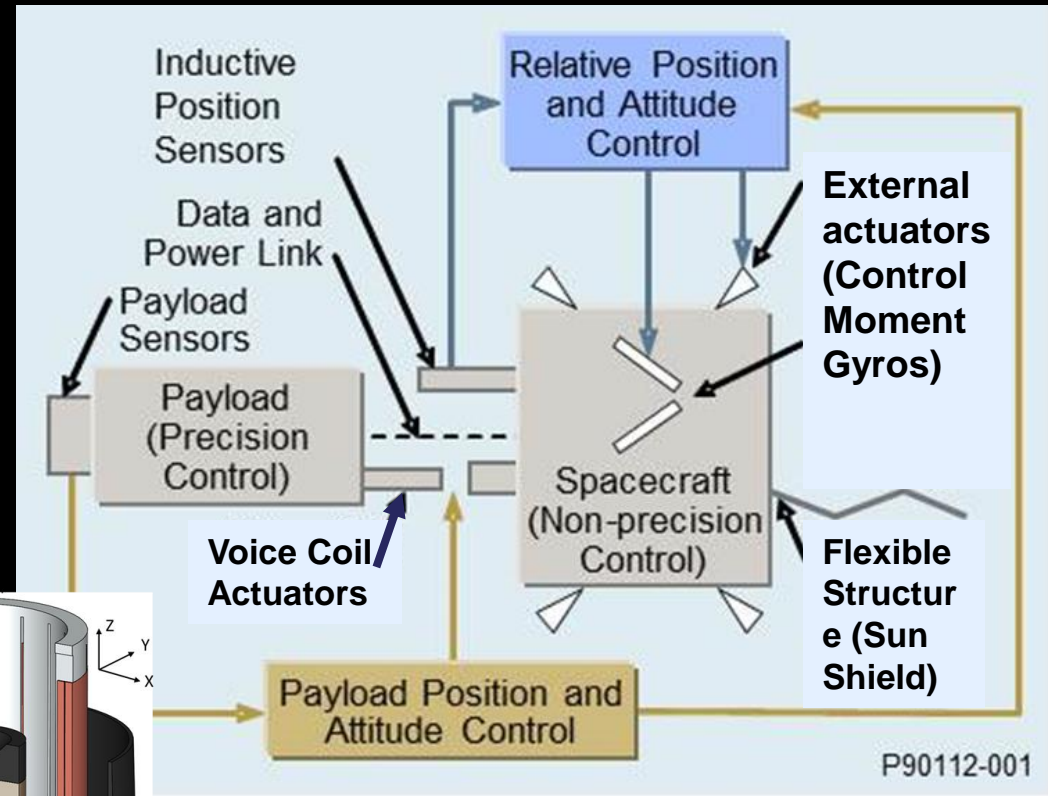 Inductive
Position
Sensors
Relative Position
and Attitude
Control
Data and
Power Link
Payload
Sensors
External
actuators
(Control
Moment
Gyros)
Payload
(Precision
Control)
Spacecraft
(Non-precision
Control)
Voice Coil
Actuators
Flexible
Structur
e (Sun
Shield)
Z
Y
X
Payload Position and
Attitude Control
P90112-001